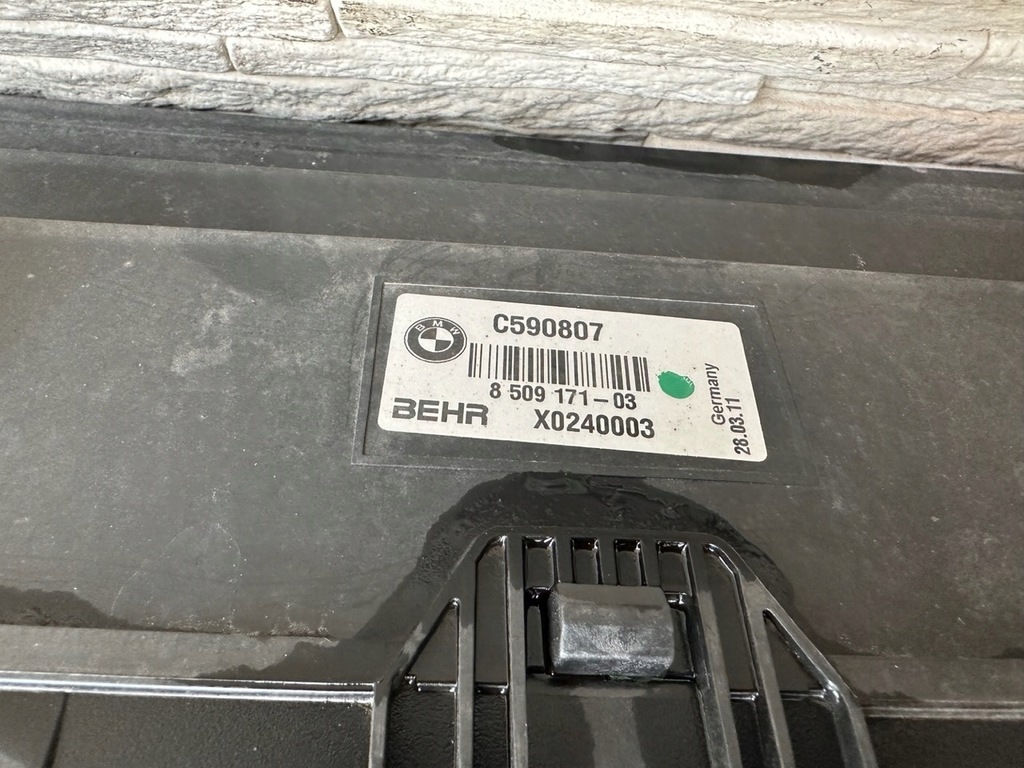 BMW
C590807
8 509 171-03
BEHR
X0240003
Germany
28.03.11